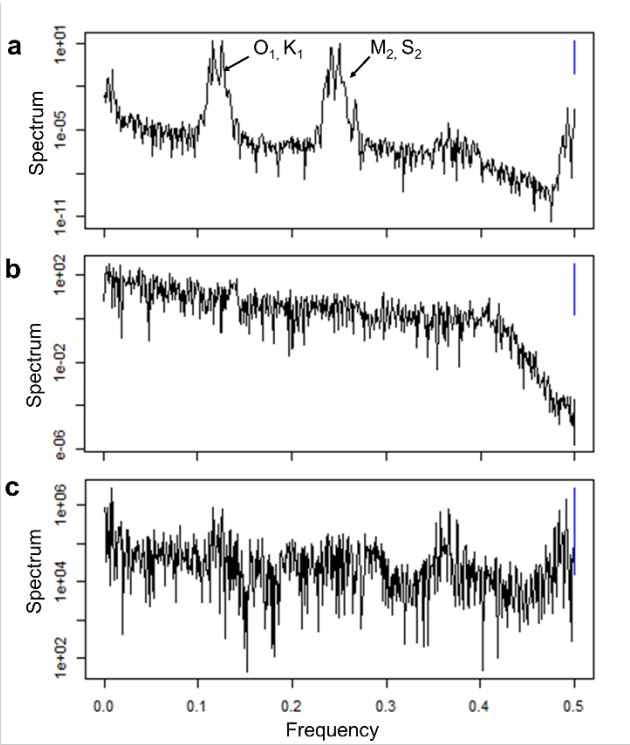 a
Spectrum
1e+01
1e-05
1e-11
O₁, K₁
M₂, S₂
b
Spectrum
1e+02
1e-02
e-06
c
Spectrum
1e+06
1e+04
1e+02
0.0 0.1 0.2 0.3 0.4 0.5
Frequency